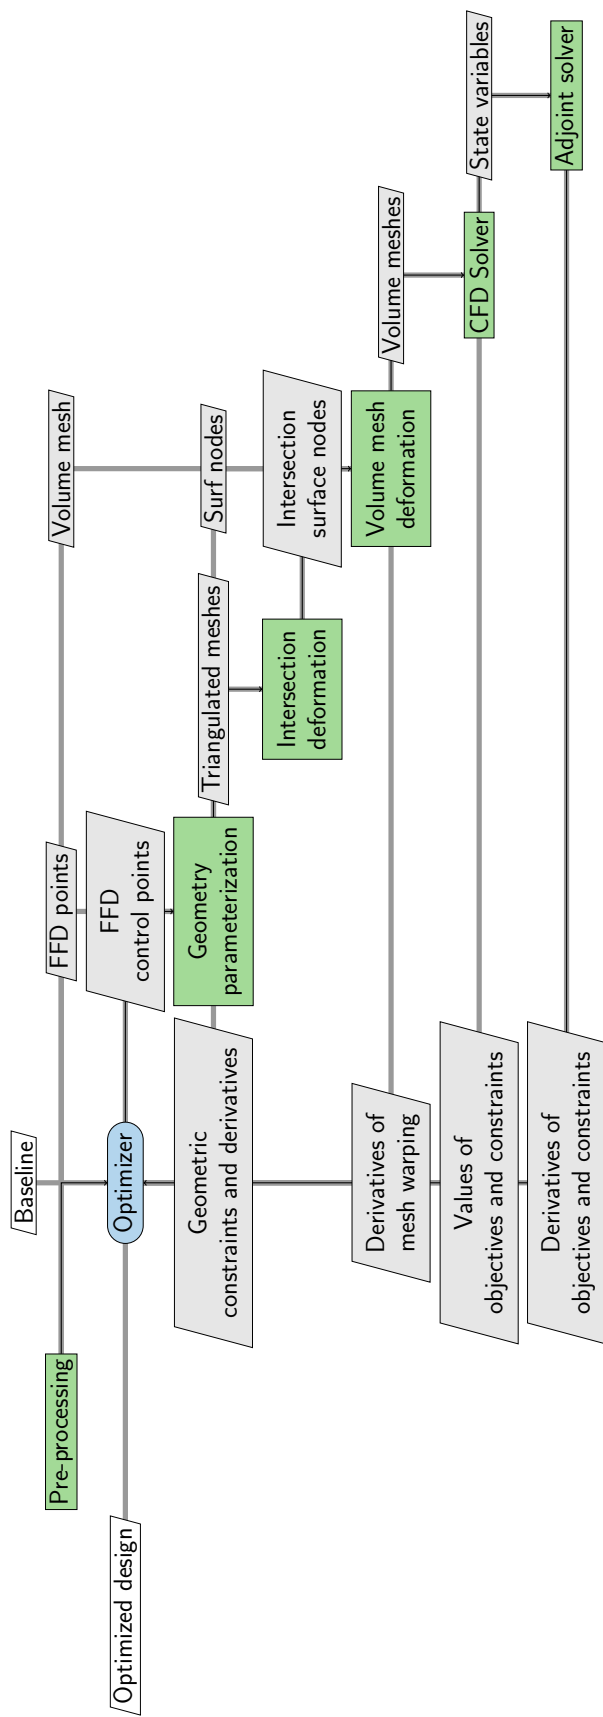 Baseline
Pre-processing
FFD points
Volume mesh
Optimized design
Optimizer
FFD
control points
Geometric
constraints and derivatives
Geometry
parameterization
Triangulated meshes
Surf nodes
Intersection
deformation
Intersection
surface nodes
Derivatives of
mesh warping
Volume mesh
deformation
Volume meshes
Values of
objectives and constraints
CFD Solver
State variables
Derivatives of
objectives and constraints
Adjoint solver